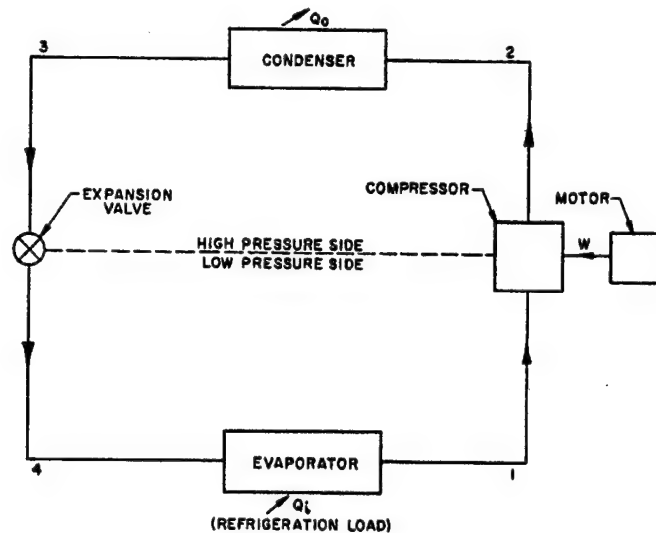 Qo
3
CONDENSER
2
EXPANSION
VALVE
COMPRESSOR
MOTOR
HIGH PRESSURE SIDE
LOW PRESSURE SIDE
W
4
EVAPORATOR
1
Qi
(REFRIGERATION LOAD)